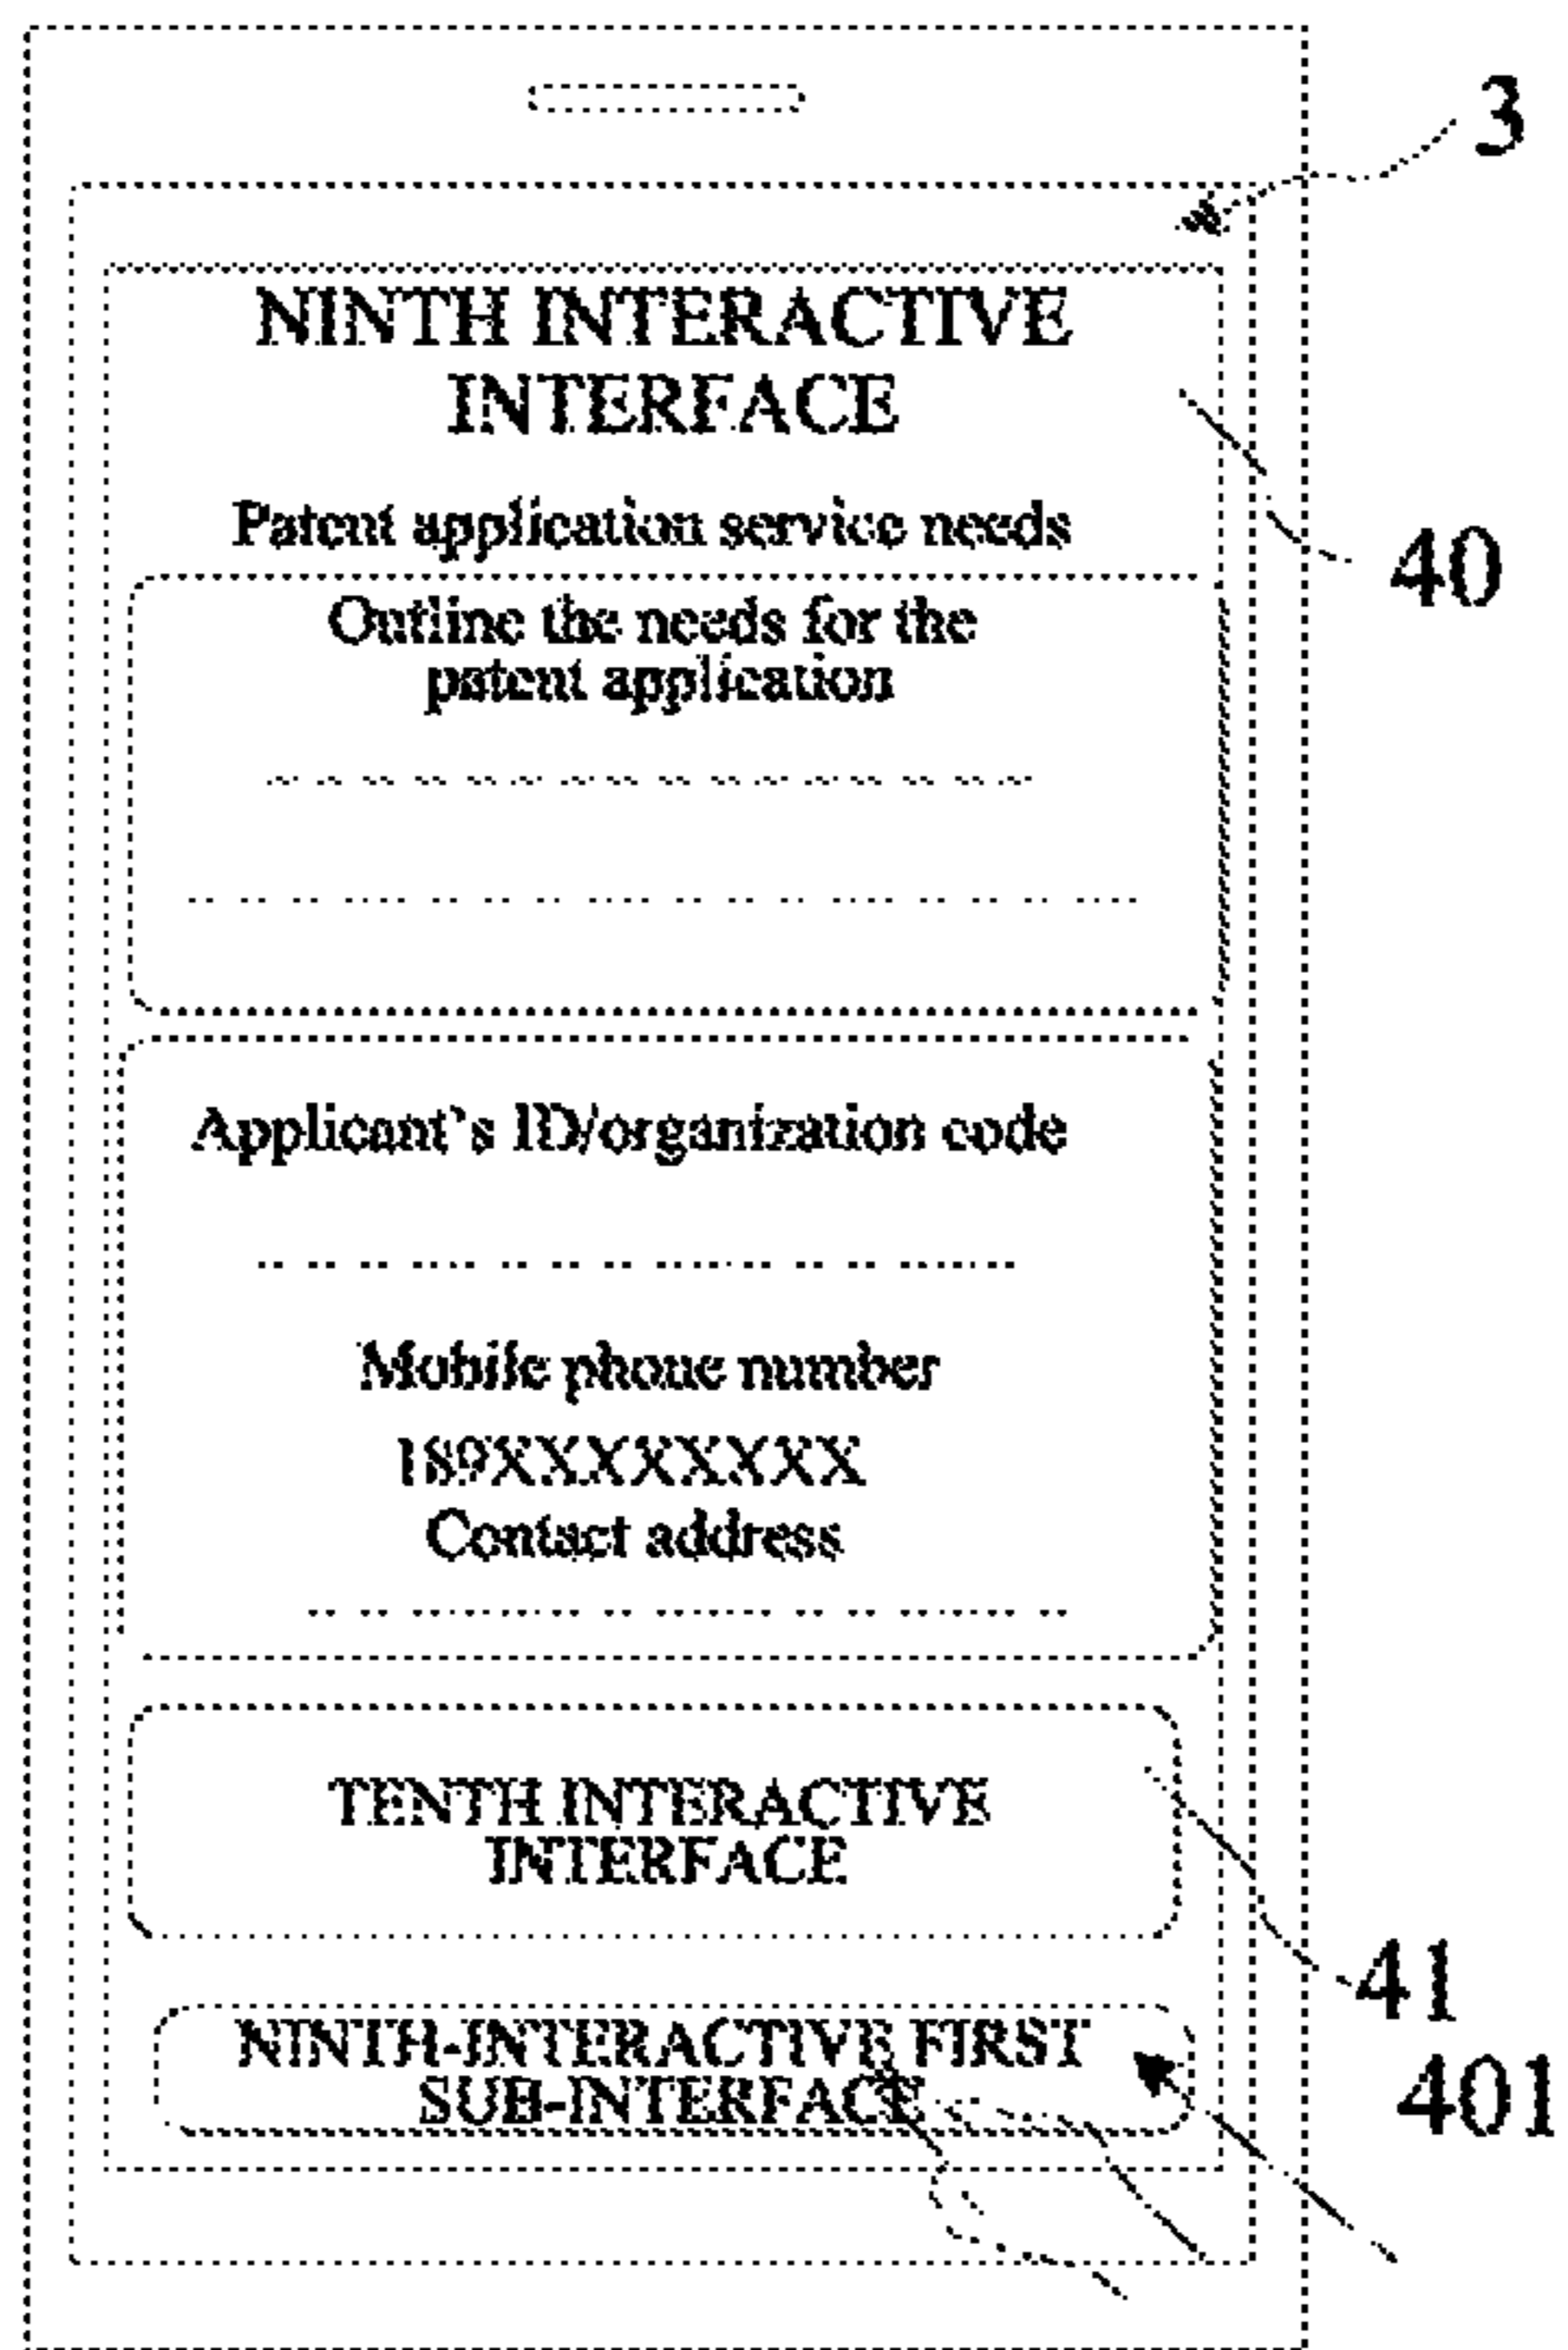 3
NINTH INTERACTIVE
INTERFACE
40
Patent application service needs
Outline the needs for the
patent application
Applicant's ID/organization code
Mobile phone number
189XXXXXXXX
Contact address
TENTH INTERACTIVE
INTERFACE
41
NINTH-INTERACTIVE FIRST
SUB-INTERFACE
401